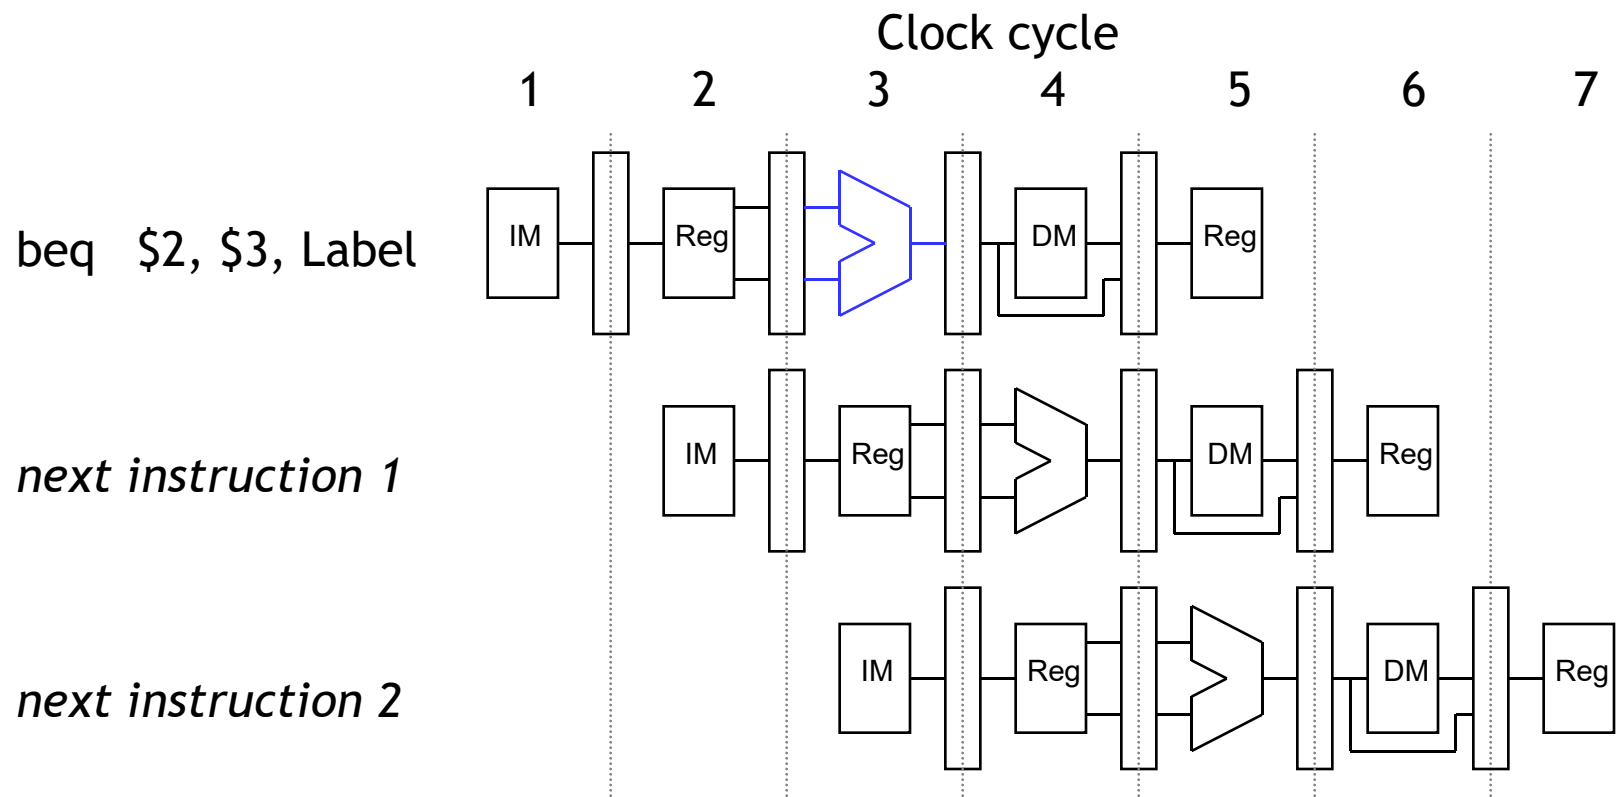 Clock cycle
1 2 3 4 5 6 7
beq $2, $3, Label IM Reg DM Reg
next instruction 1 IM Reg DM Reg
next instruction 2 IM Reg DM Reg